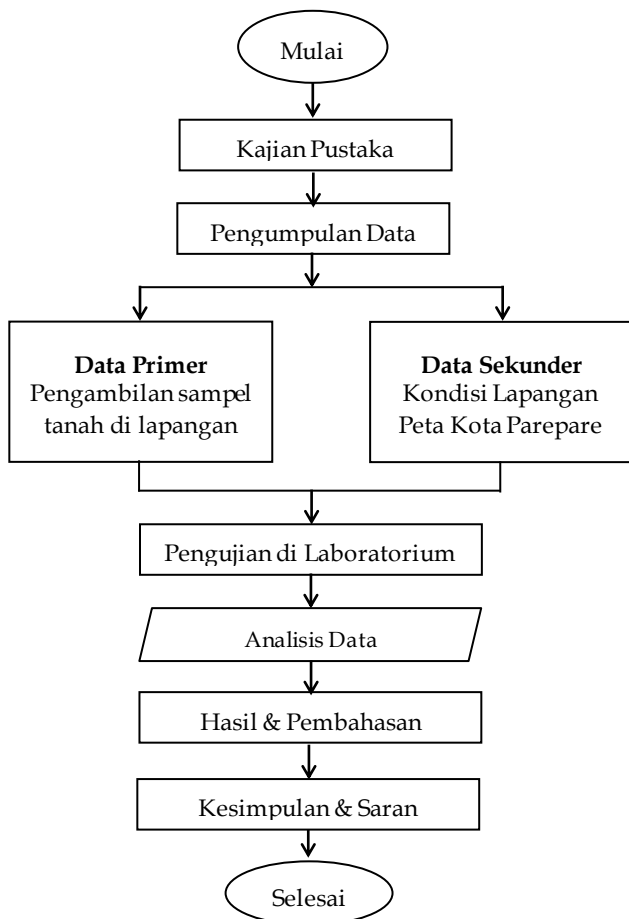 Mulai
Kajian Pustaka
Pengumpulan Data
Data Primer
Pengambilan sampel
tanah di lapangan
Data Sekunder
Kondisi Lapangan
Peta Kota Parepare
Pengujian di Laboratorium
Analisis Data
Hasil & Pembahasan
Kesimpulan & Saran
Selesai